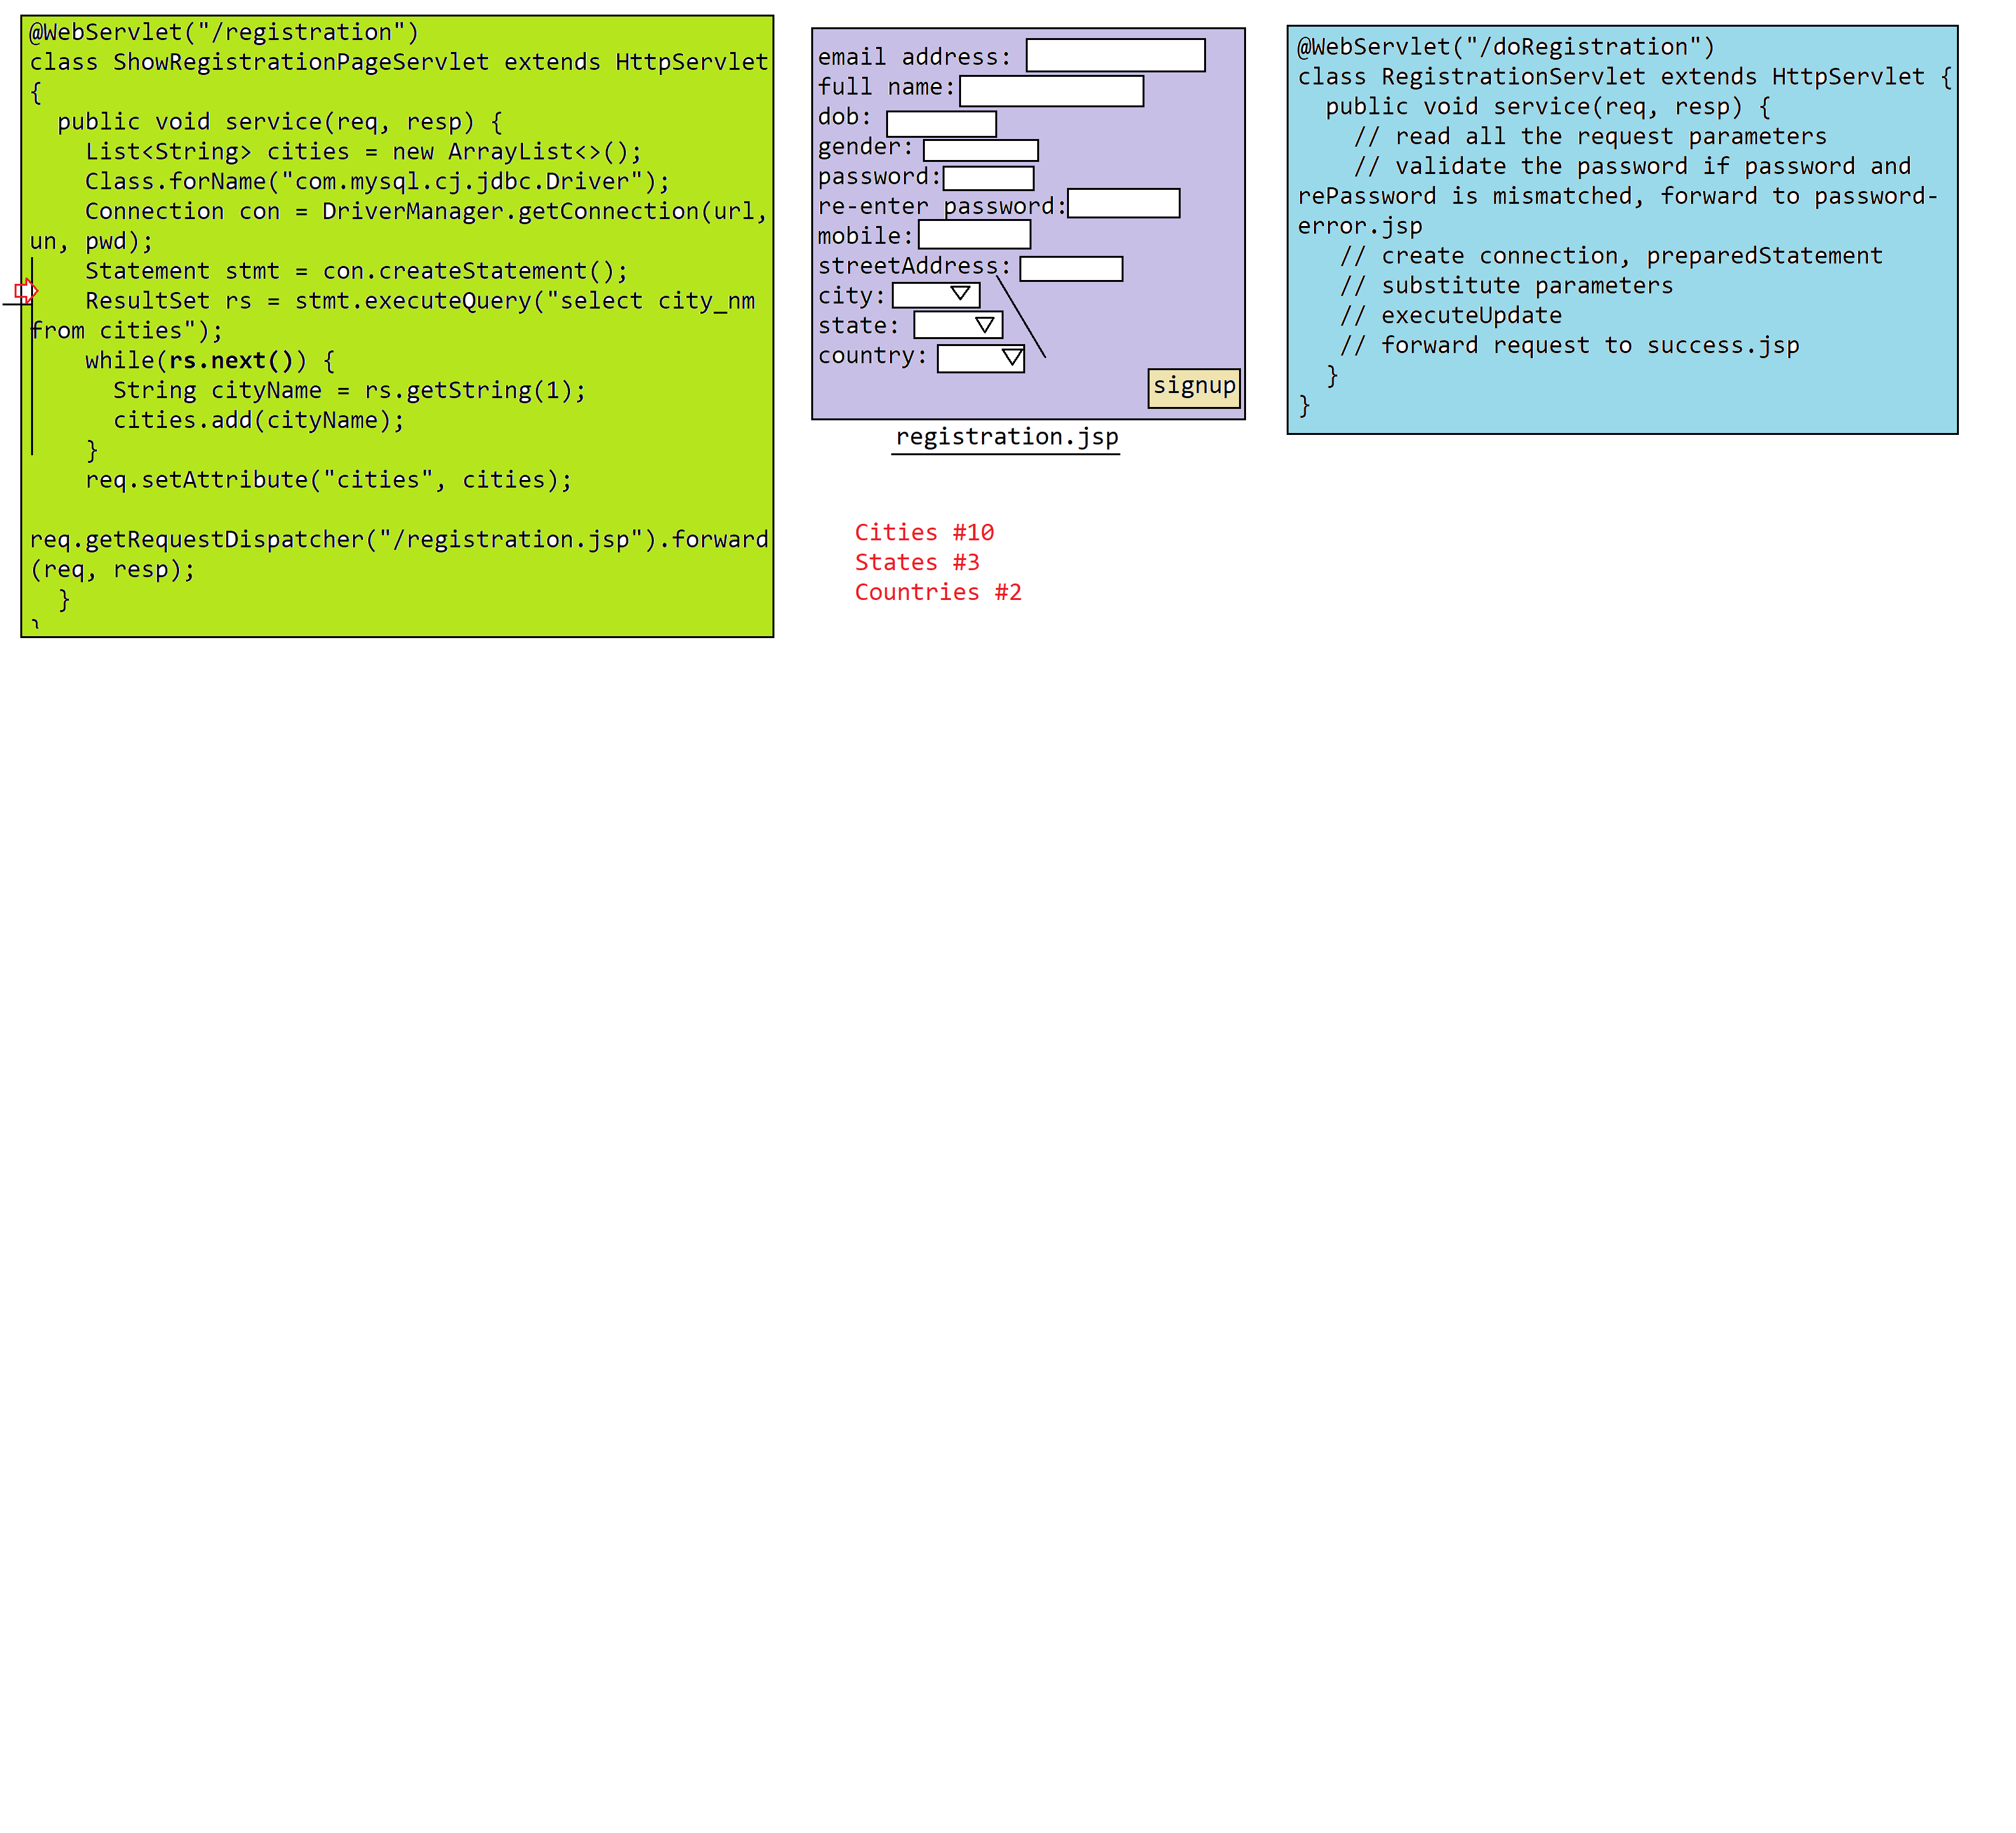 @WebServlet("/registration")
class ShowRegistrationPageServlet extends HttpServlet
{
  public void service(req, resp) {
    List<String> cities = new ArrayList<>();
    Class.forName("com.mysql.cj.jdbc.Driver");
    Connection con = DriverManager.getConnection(url,
un, pwd);
    Statement stmt = con.createStatement();
    ResultSet rs = stmt.executeQuery("select city_nm
from cities");
    while(rs.next()) {
      String cityName = rs.getString(1);
      cities.add(cityName);
    }
    req.setAttribute("cities", cities);

req.getRequestDispatcher("/registration.jsp").forward
(req, resp);
  }
}
email address:
full name:
dob:
gender:
password:
re-enter password:
mobile:
streetAddress:
city:
state:
country:
signup
registration.jsp
Cities #10
States #3
Countries #2
@WebServlet("/doRegistration")
class RegistrationServlet extends HttpServlet {
  public void service(req, resp) {
    // read all the request parameters
    // validate the password if password and
rePassword is mismatched, forward to password-
error.jsp
   // create connection, preparedStatement
   // substitute parameters
   // executeUpdate
   // forward request to success.jsp
  }
}